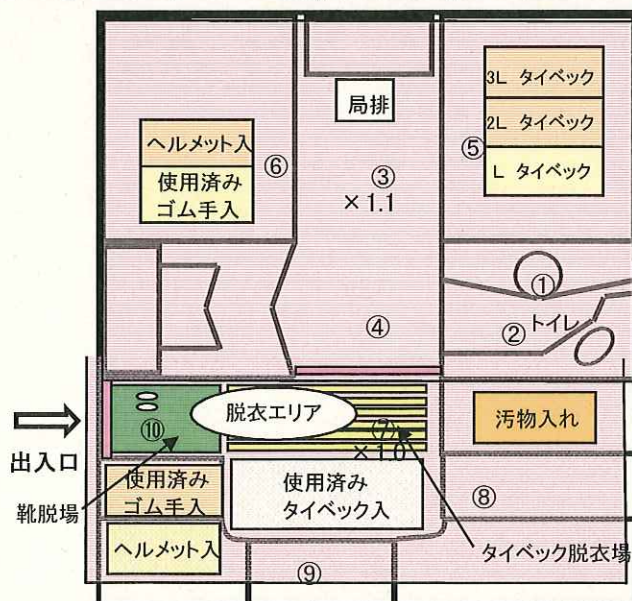 局排
3L タイベック
2L タイベック
L タイベック
⑤
ヘルメット入
使用済み
ゴム手入
⑥
③
×1.1
①
②
トイレ
④
出入口
⑩
脱衣エリア
⑦
×1.0
汚物入れ
靴脱場
使用済み
ゴム手入
ヘルメット入
使用済み
タイベック入
⑧
タイベック脱衣場
⑨